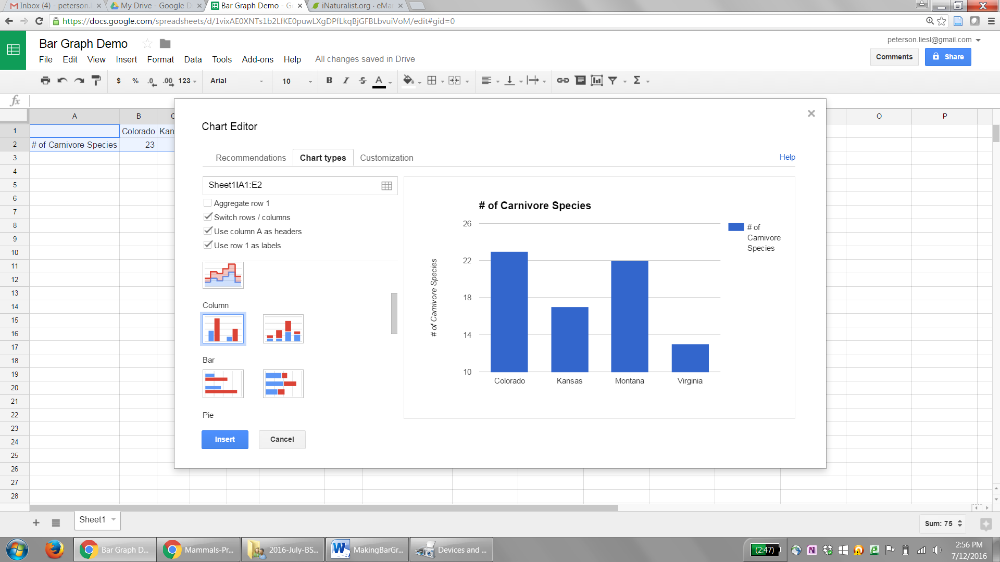 Inbox (4) - peterson.
My Drive - Google D
Bar Graph Demo - G
iNaturalist.org · eMa
https://docs.google.com/spreadsheets/d/1vixAE0XNTs1b2LfKE0puwLXgDPfLkqBjGFBLbvuiVoM/edit#gid=0
Bar Graph Demo
peterson.liesl@gmail.com
File Edit View Insert Format Data Tools Add-ons Help All changes saved in Drive
Comments Share
$ % .0 .00 123 Arial 10 B I S A Σ
fx
A B C O P
1 Colorado Kan
2 # of Carnivore Species 23
3
4
5
6
7
8
9
10
11
12
13
14
15
16
17
18
19
20
21
22
23
24
25
26
27
28
Chart Editor
Recommendations Chart types Customization Help
Sheet1!A1:E2
Aggregate row 1
Switch rows / columns
Use column A as headers
Use row 1 as labels
Column
Bar
Pie
Insert Cancel
# of Carnivore Species
# of Carnivore Species
26
22
18
14
10
Colorado Kansas Montana Virginia
# of
Carnivore
Species
Sheet1
Sum: 75
Bar Graph D...
Mammals-Pr...
2016-July-BS...
MakingBarGr...
Devices and ...
(2:47)
2:56 PM
7/12/2016